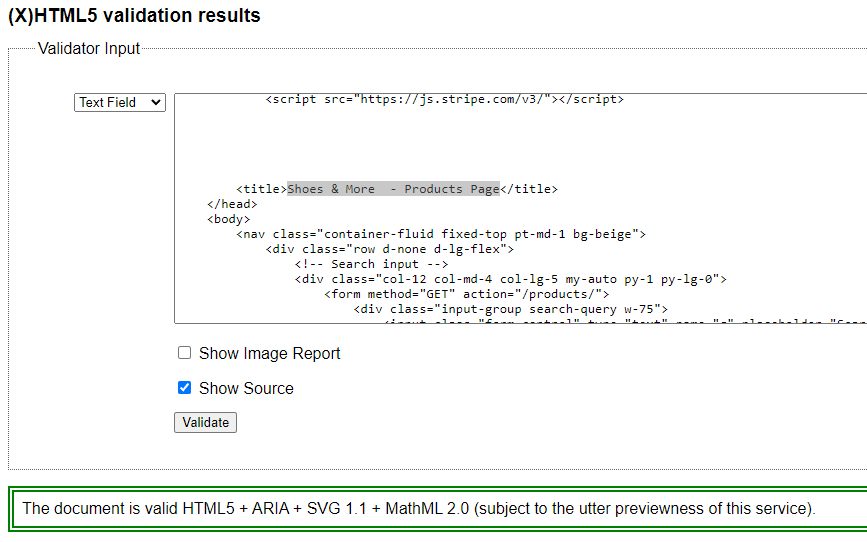 (X)HTML5 validation results
Validator Input
Text Field
<script src="https://js.stripe.com/v3/"></script>
<title>Shoes & More  - Products Page</title>
</head>
<body>
<nav class="container-fluid fixed-top pt-md-1 bg-beige">
<div class="row d-none d-lg-flex">
<!-- Search input -->
<div class="col-12 col-md-4 col-lg-5 my-auto py-1 py-lg-0">
<form method="GET" action="/products/">
<div class="input-group search-query w-75">
Show Image Report
Show Source
Validate
The document is valid HTML5 + ARIA + SVG 1.1 + MathML 2.0 (subject to the utter previewness of this service).